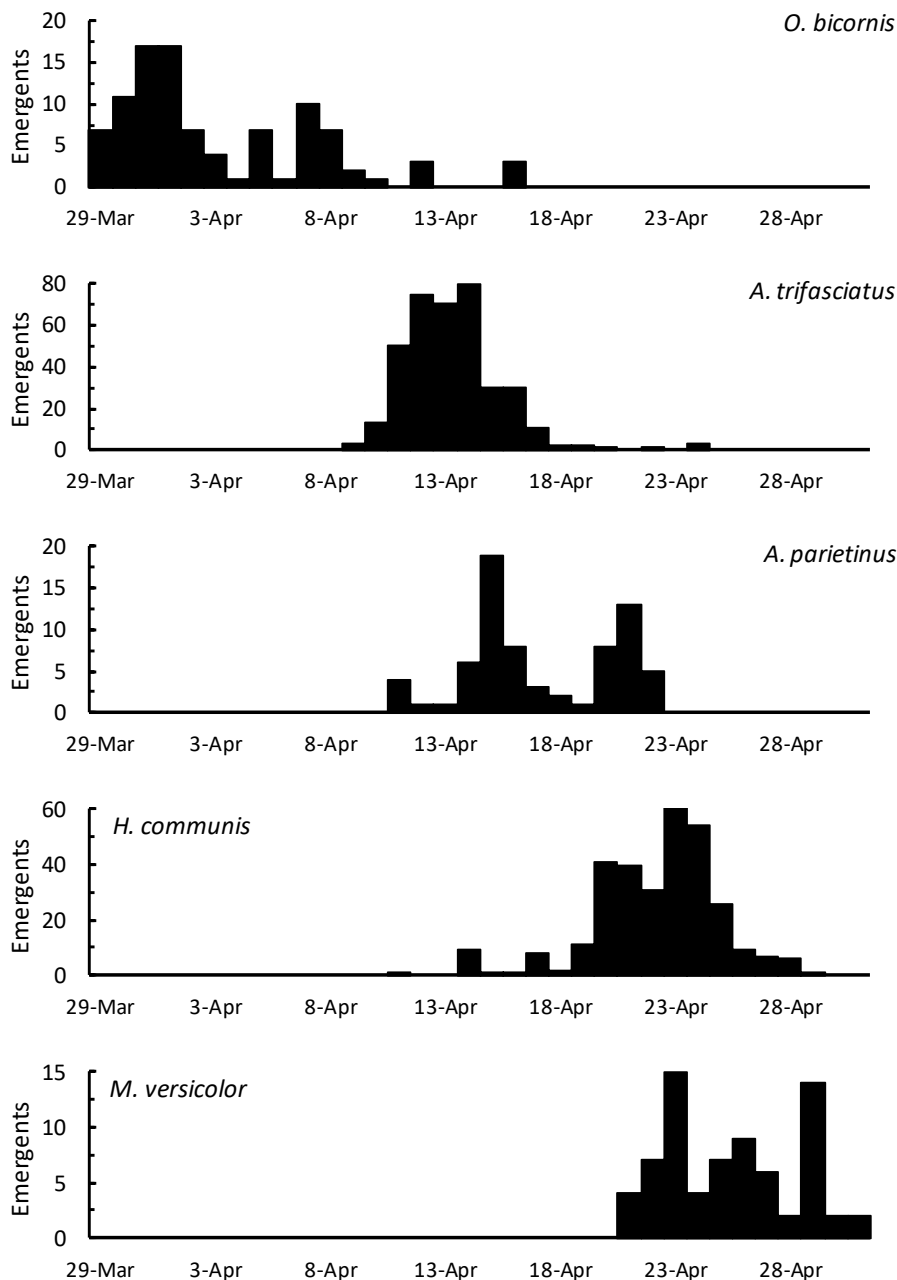 O. bicornis
Emergents
20
15
10
5
0
29-Mar 3-Apr 8-Apr 13-Apr 18-Apr 23-Apr 28-Apr
A. trifasciatus
Emergents
80
60
40
20
0
29-Mar 3-Apr 8-Apr 13-Apr 18-Apr 23-Apr 28-Apr
A. parietinus
Emergents
20
15
10
5
0
29-Mar 3-Apr 8-Apr 13-Apr 18-Apr 23-Apr 28-Apr
H. communis
Emergents
60
40
20
0
29-Mar 3-Apr 8-Apr 13-Apr 18-Apr 23-Apr 28-Apr
M. versicolor
Emergents
15
10
5
0
29-Mar 3-Apr 8-Apr 13-Apr 18-Apr 23-Apr 28-Apr